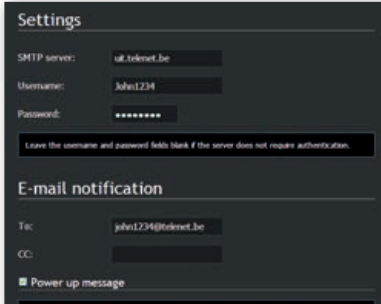 Settings
SMTP server: uit.telenet.be
Username: John1234
Password: ••••••••
Leave the username and password fields blank if the server does not require authentication.
E-mail notification
To: john1234@telenet.be
CC:
Power up message